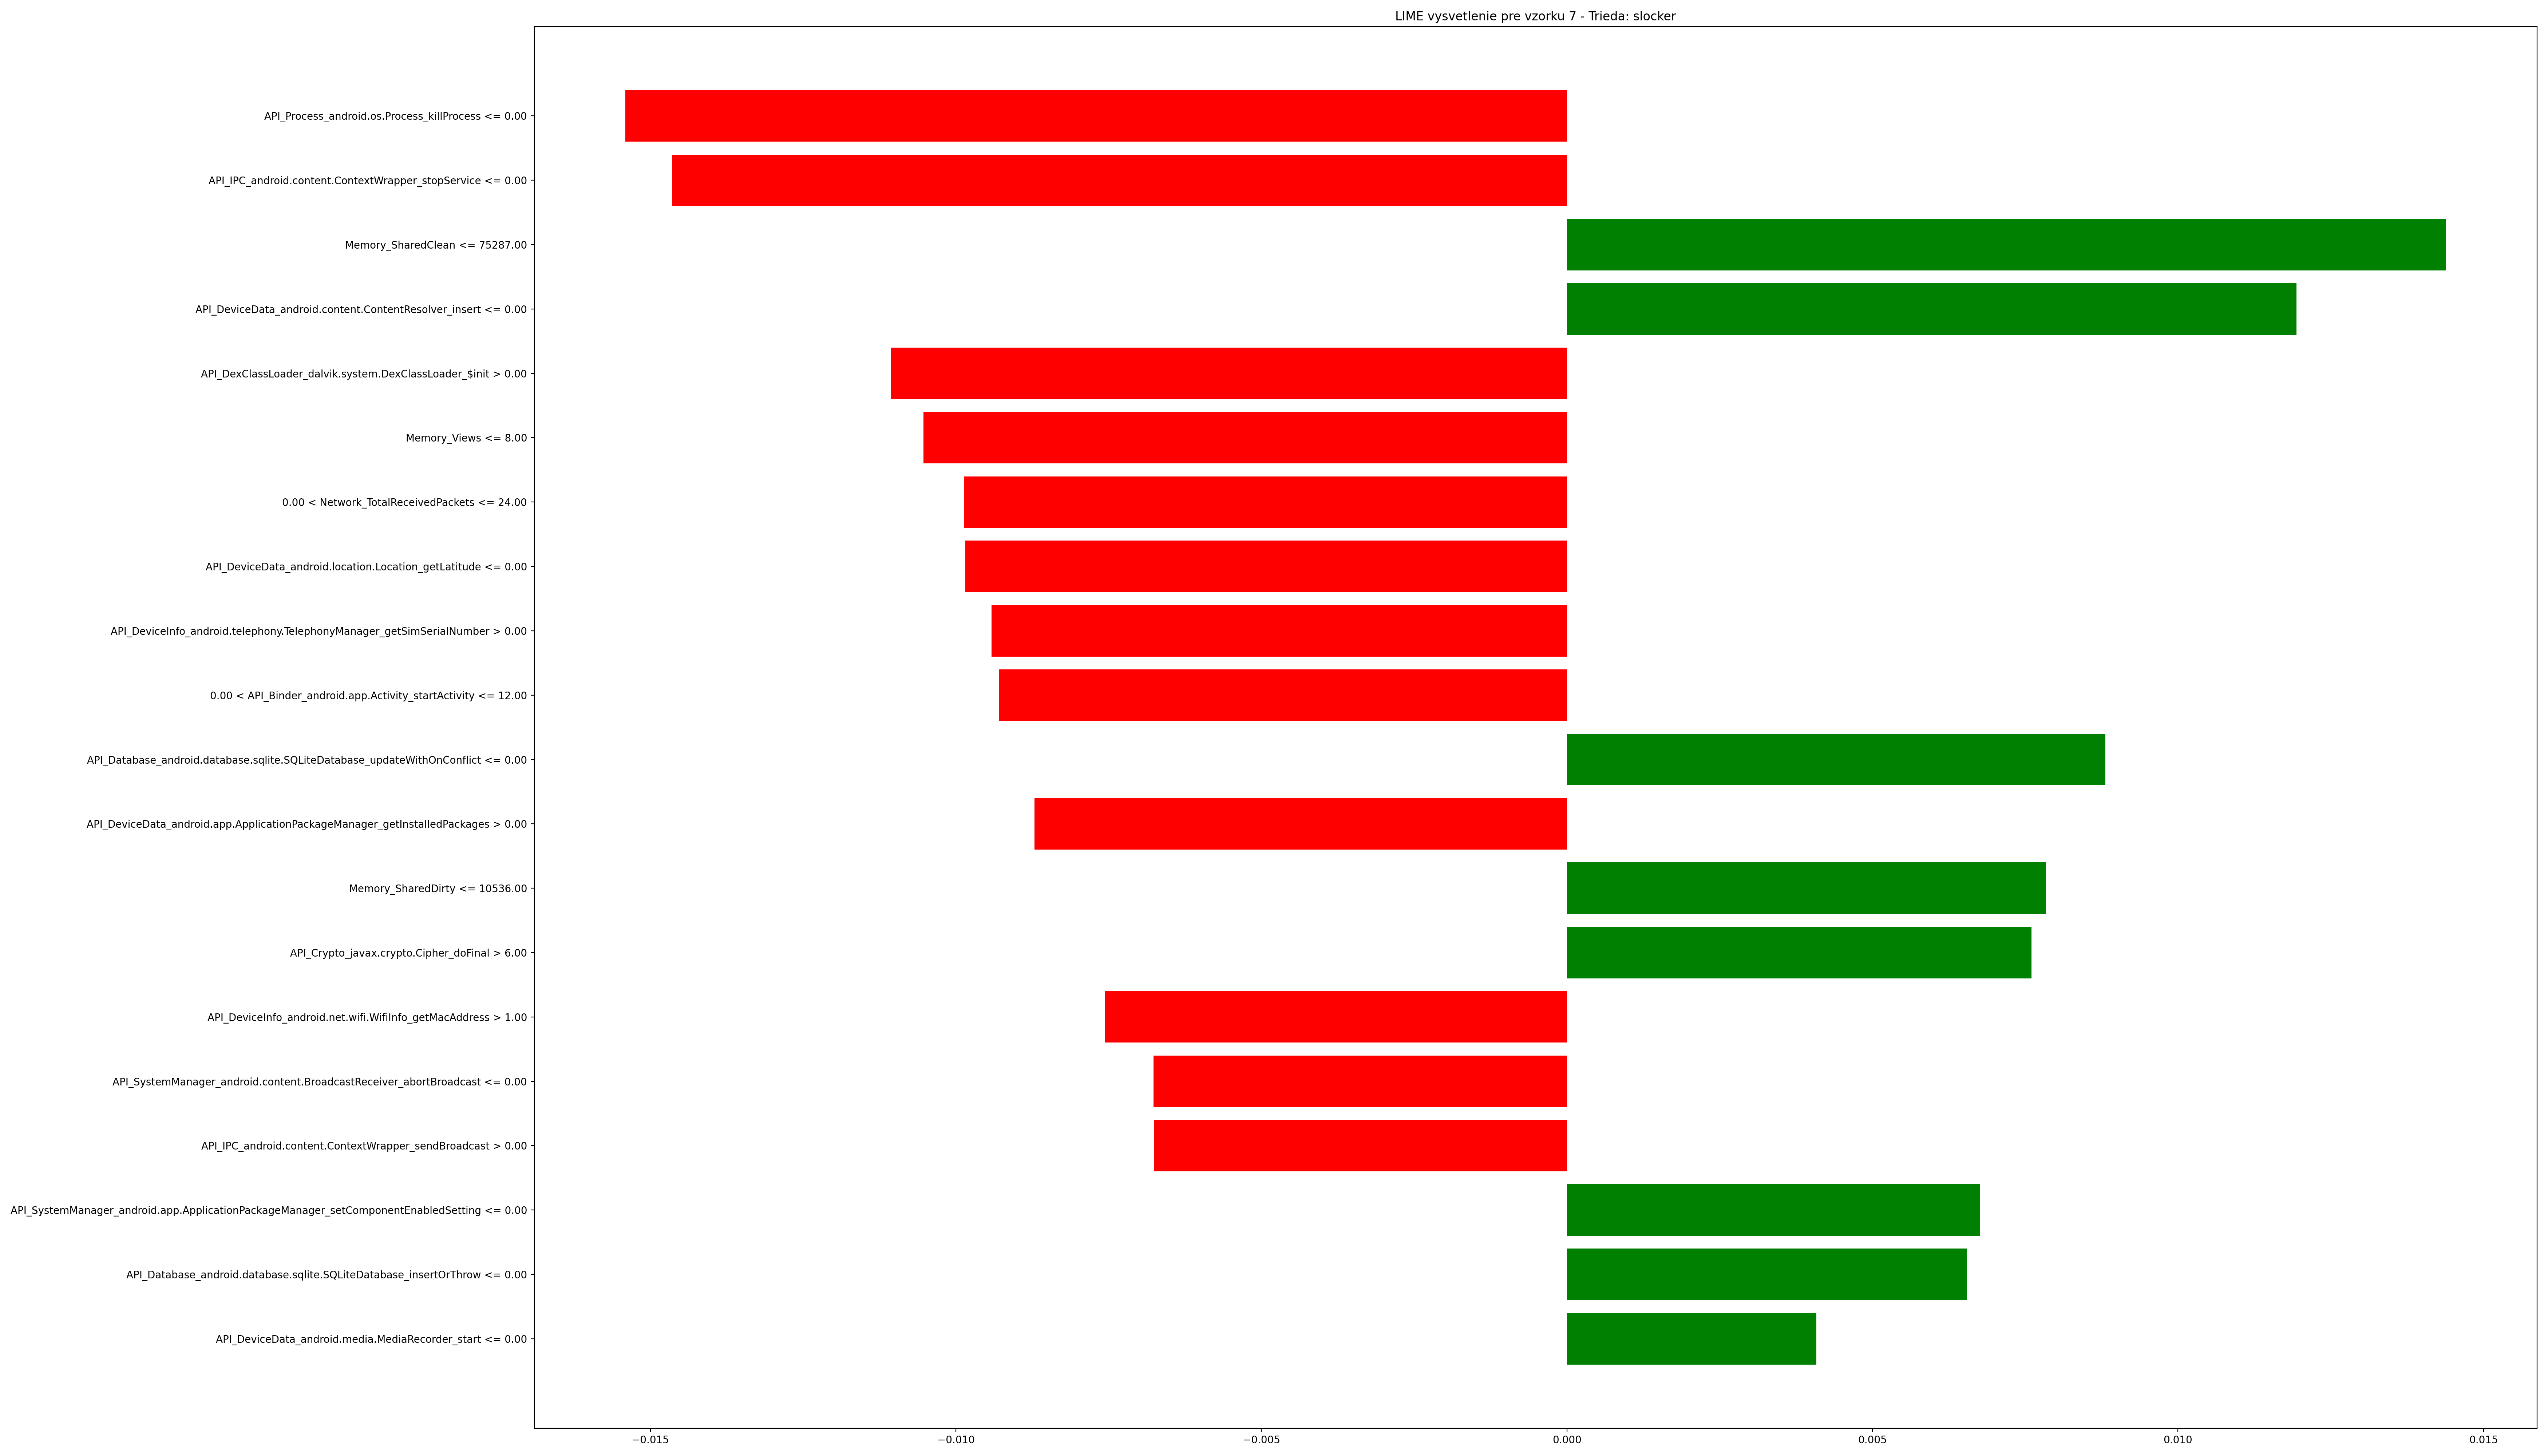 LIME vysvetlenie pre vzorku 7 - Trieda: slocker
API_Process_android.os.Process_killProcess <= 0.00
API_IPC_android.content.ContextWrapper_stopService <= 0.00
Memory_SharedClean <= 75287.00
API_DeviceData_android.content.ContentResolver_insert <= 0.00
API_DexClassLoader_dalvik.system.DexClassLoader_$init > 0.00
Memory_Views <= 8.00
0.00 < Network_TotalReceivedPackets <= 24.00
API_DeviceData_android.location.Location_getLatitude <= 0.00
API_DeviceInfo_android.telephony.TelephonyManager_getSimSerialNumber > 0.00
0.00 < API_Binder_android.app.Activity_startActivity <= 12.00
API_Database_android.database.sqlite.SQLiteDatabase_updateWithOnConflict <= 0.00
API_DeviceData_android.app.ApplicationPackageManager_getInstalledPackages > 0.00
Memory_SharedDirty <= 10536.00
API_Crypto_javax.crypto.Cipher_doFinal > 6.00
API_DeviceInfo_android.net.wifi.WifiInfo_getMacAddress > 1.00
API_SystemManager_android.content.BroadcastReceiver_abortBroadcast <= 0.00
API_IPC_android.content.ContextWrapper_sendBroadcast > 0.00
API_SystemManager_android.app.ApplicationPackageManager_setComponentEnabledSetting <= 0.00
API_Database_android.database.sqlite.SQLiteDatabase_insertOrThrow <= 0.00
API_DeviceData_android.media.MediaRecorder_start <= 0.00
−0.015 −0.010 −0.005 0.000 0.005 0.010 0.015